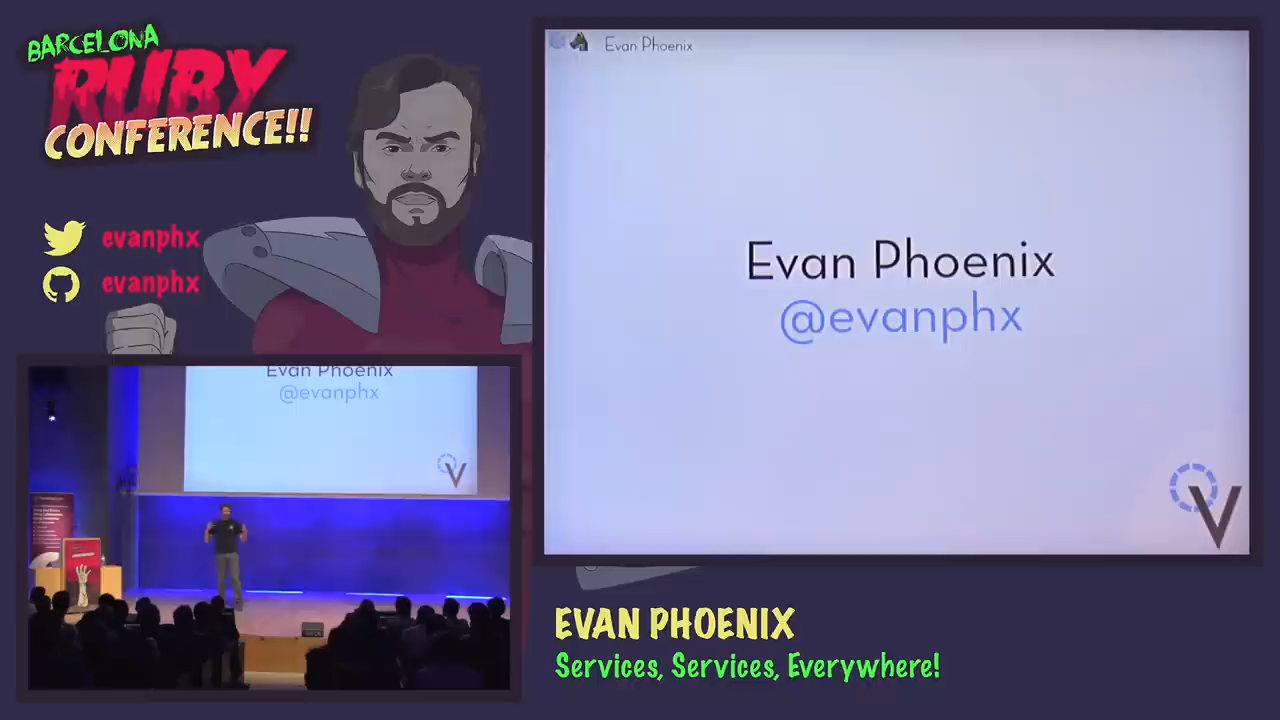 BARCELONA
RUBY
CONFERENCE!!
evanphx
evanphx
Evan Phoenix
Evan Phoenix
@evanphx
V
Evan Phoenix
@evanphx
V
EVAN PHOENIX
Services, Services, Everywhere!